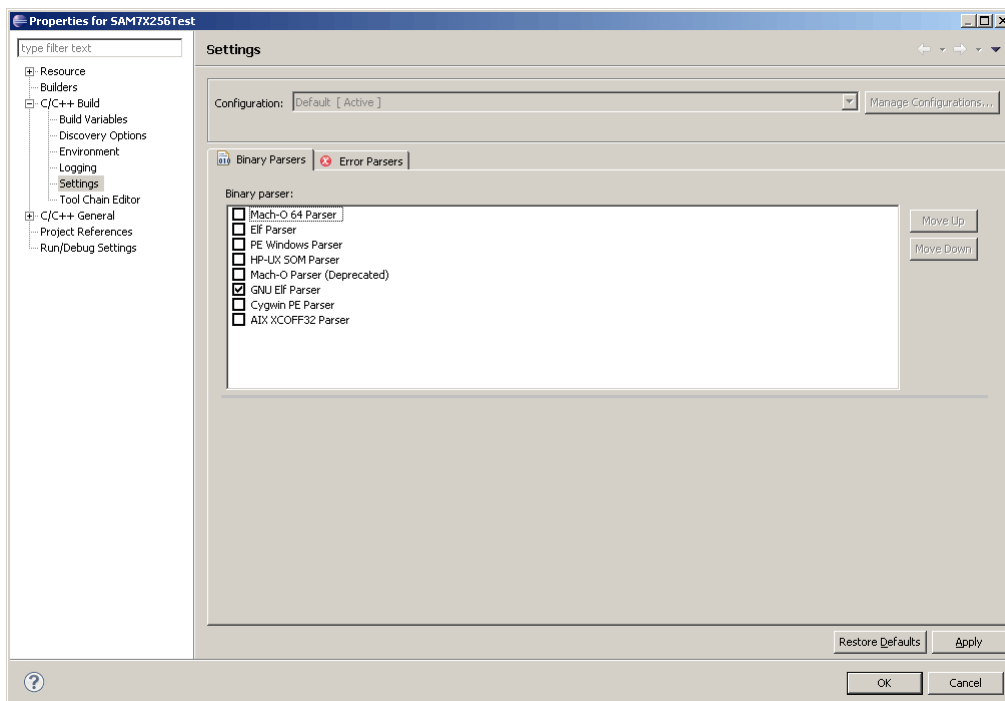 Properties for SAM7X256Test
type filter text
Resource
Builders
C/C++ Build
Build Variables
Discovery Options
Environment
Logging
Settings
Tool Chain Editor
C/C++ General
Project References
Run/Debug Settings
Settings
Configuration: Default [ Active ] Manage Configurations...
Binary Parsers Error Parsers
Binary parser:
Mach-O 64 Parser
Elf Parser
PE Windows Parser
HP-UX SOM Parser
Mach-O Parser (Deprecated)
GNU Elf Parser
Cygwin PE Parser
AIX XCOFF32 Parser
Move Up
Move Down
Restore Defaults Apply
OK Cancel